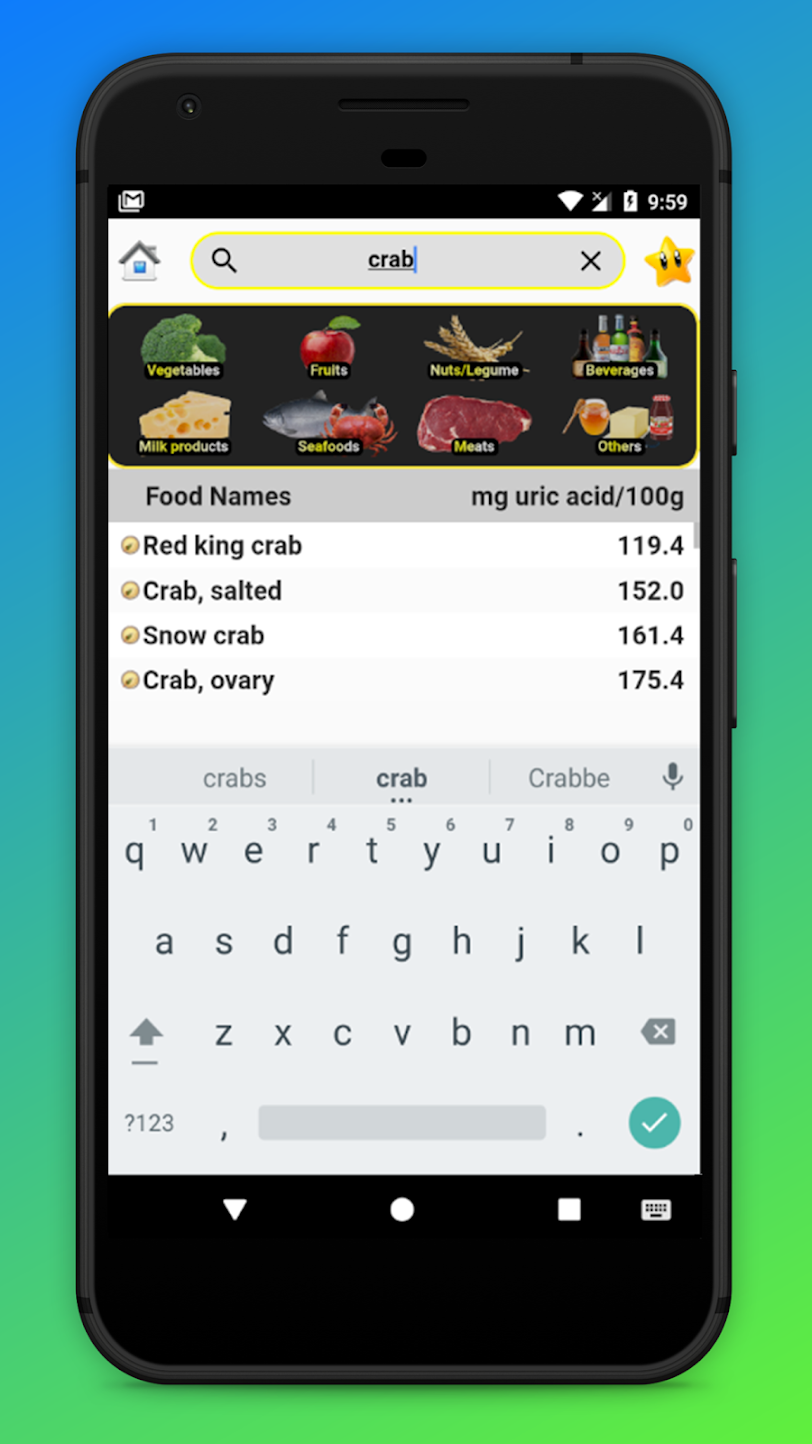 9:59
crab
Vegetables Fruits Nuts/Legume ~ Beverages
Milk products Seafoods Meats Others
Food Names mg uric acid/100g
Red king crab 119.4
Crab, salted 152.0
Snow crab 161.4
Crab, ovary 175.4
crabs crab Crabbe
1 2 3 4 5 6 7 8 9 0
q w e r t y u i o p
a s d f g h j k l
z x c v b n m
?123 , .